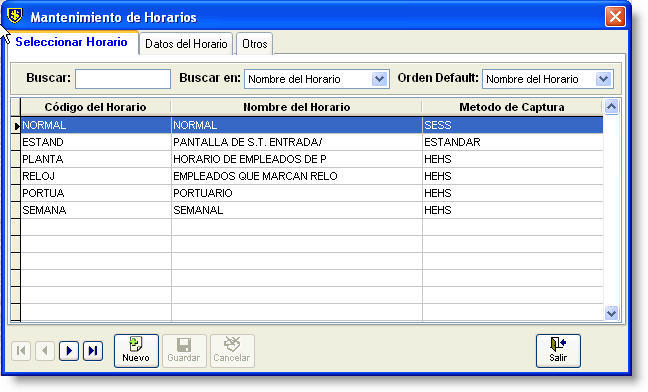 Mantenimiento de Horarios
Seleccionar Horario Datos del Horario Otros
Buscar: Buscar en: Nombre del Horario Orden Default: Nombre del Horario
Código del Horario Nombre del Horario Metodo de Captura
NORMAL NORMAL SESS
ESTAND PANTALLA DE S.T. ENTRADA/ ESTANDAR
PLANTA HORARIO DE EMPLEADOS DE P HEHS
RELOJ EMPLEADOS QUE MARCAN RELO HEHS
PORTUA PORTUARIO HEHS
SEMANA SEMANAL HEHS
Nuevo Guardar Cancelar Salir